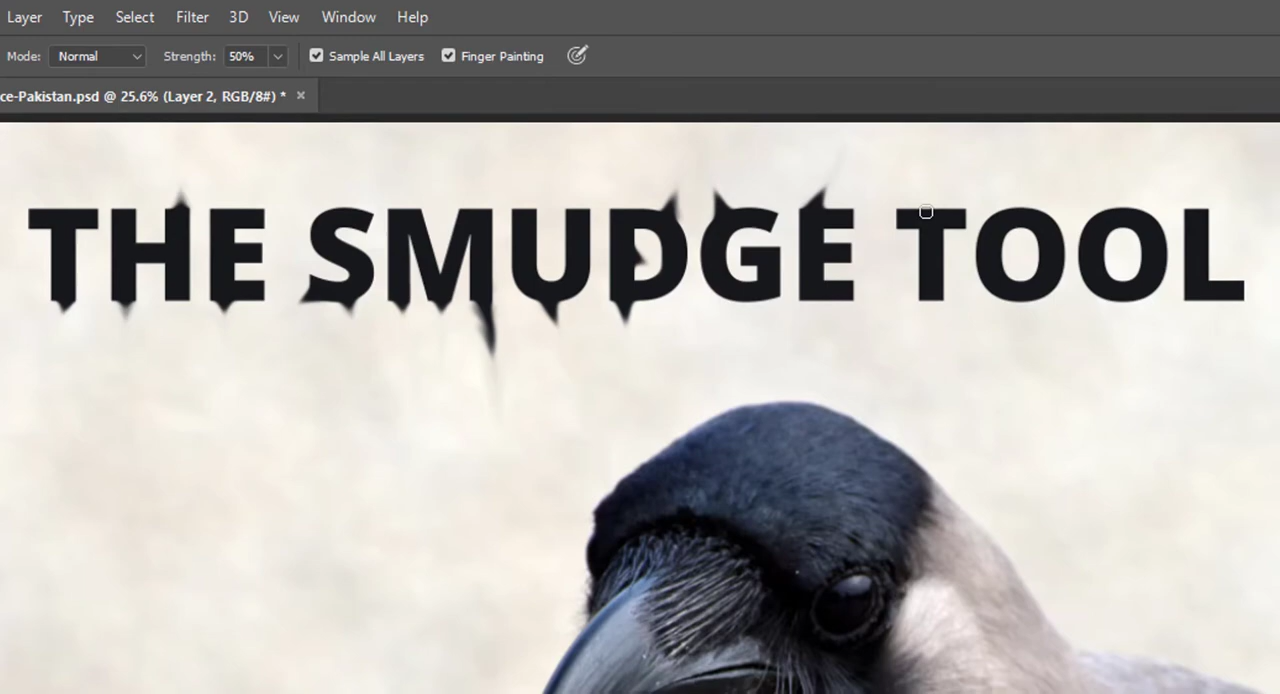 Layer Type Select Filter 3D View Window Help
Mode: Normal Strength: 50% Sample All Layers Finger Painting
ce-Pakistan.psd @ 25.6% (Layer 2, RGB/8#) * ×
THE SMUDGE TOOL